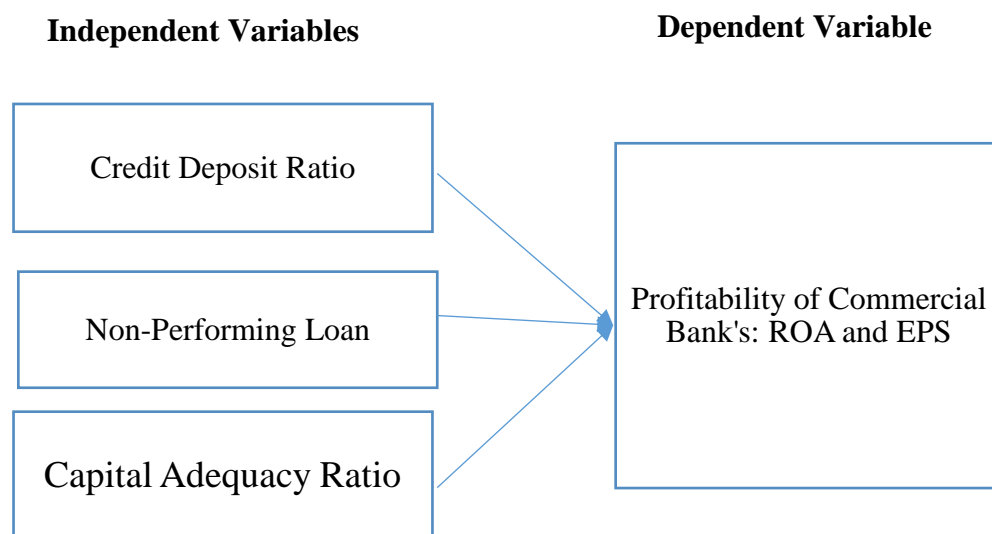 Independent Variables
Dependent Variable
Credit Deposit Ratio
Non-Performing Loan
Capital Adequacy Ratio
Profitability of Commercial
Bank's: ROA and EPS